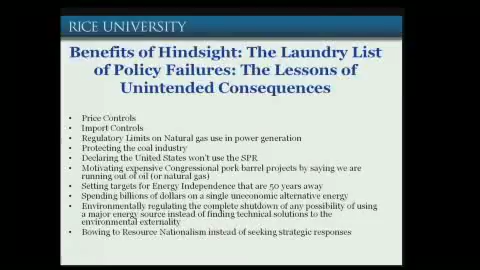 RICE UNIVERSITY
Benefits of Hindsight: The Laundry List
of Policy Failures: The Lessons of
Unintended Consequences
• Price Controls
• Import Controls
• Regulatory Limits on Natural gas use in power generation
• Protecting the coal industry
• Declaring the United States won't use the SPR
• Motivating expensive Congressional pork barrel projects by saying we are
running out of oil (or natural gas)
• Setting targets for Energy Independence that are 50 years away
• Spending billions of dollars on a single uneconomic alternative energy
• Environmentally regulating the complete shutdown of any possibility of using
a major energy source instead of finding technical solutions to the
environmental externality
• Bowing to Resource Nationalism instead of seeking strategic responses